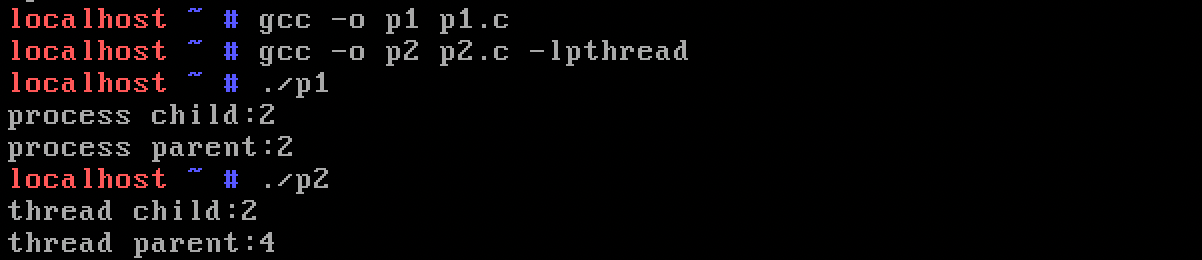 localhost ~ # gcc -o p1 p1.c
localhost ~ # gcc -o p2 p2.c -lpthread
localhost ~ # ./p1
process child:2
process parent:2
localhost ~ # ./p2
thread child:2
thread parent:4